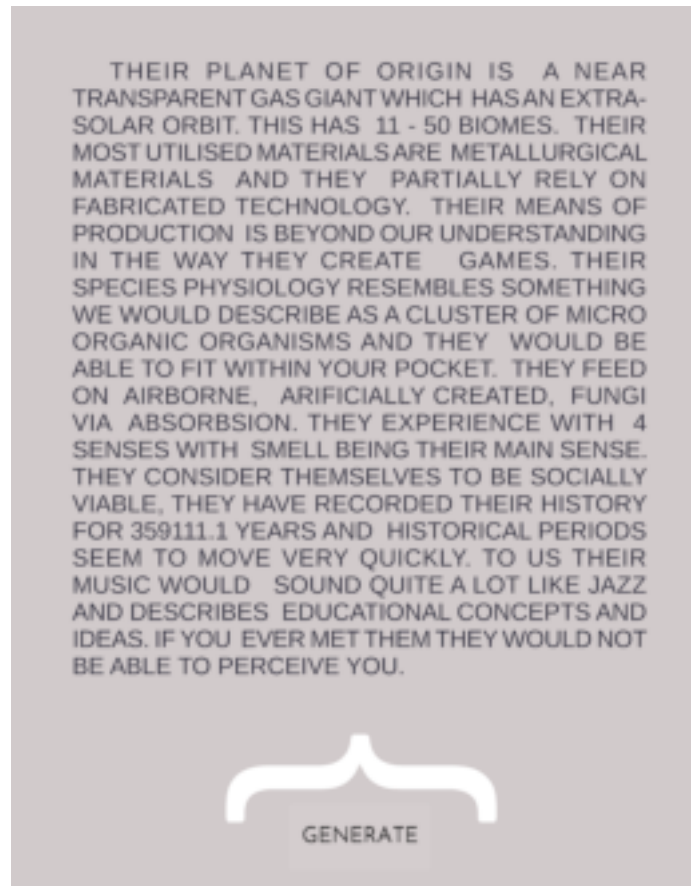 THEIR PLANET OF ORIGIN IS A NEAR
TRANSPARENT GAS GIANT WHICH HAS AN EXTRA-
SOLAR ORBIT. THIS HAS 11 - 50 BIOMES. THEIR
MOST UTILISED MATERIALS ARE METALLURGICAL
MATERIALS AND THEY PARTIALLY RELY ON
FABRICATED TECHNOLOGY. THEIR MEANS OF
PRODUCTION IS BEYOND OUR UNDERSTANDING
IN THE WAY THEY CREATE GAMES. THEIR
SPECIES PHYSIOLOGY RESEMBLES SOMETHING
WE WOULD DESCRIBE AS A CLUSTER OF MICRO
ORGANIC ORGANISMS AND THEY WOULD BE
ABLE TO FIT WITHIN YOUR POCKET. THEY FEED
ON AIRBORNE, ARIFICIALLY CREATED, FUNGI
VIA ABSORBSION. THEY EXPERIENCE WITH 4
SENSES WITH SMELL BEING THEIR MAIN SENSE.
THEY CONSIDER THEMSELVES TO BE SOCIALLY
VIABLE, THEY HAVE RECORDED THEIR HISTORY
FOR 359111.1 YEARS AND HISTORICAL PERIODS
SEEM TO MOVE VERY QUICKLY. TO US THEIR
MUSIC WOULD SOUND QUITE A LOT LIKE JAZZ
AND DESCRIBES EDUCATIONAL CONCEPTS AND
IDEAS. IF YOU EVER MET THEM THEY WOULD NOT
BE ABLE TO PERCEIVE YOU.
GENERATE